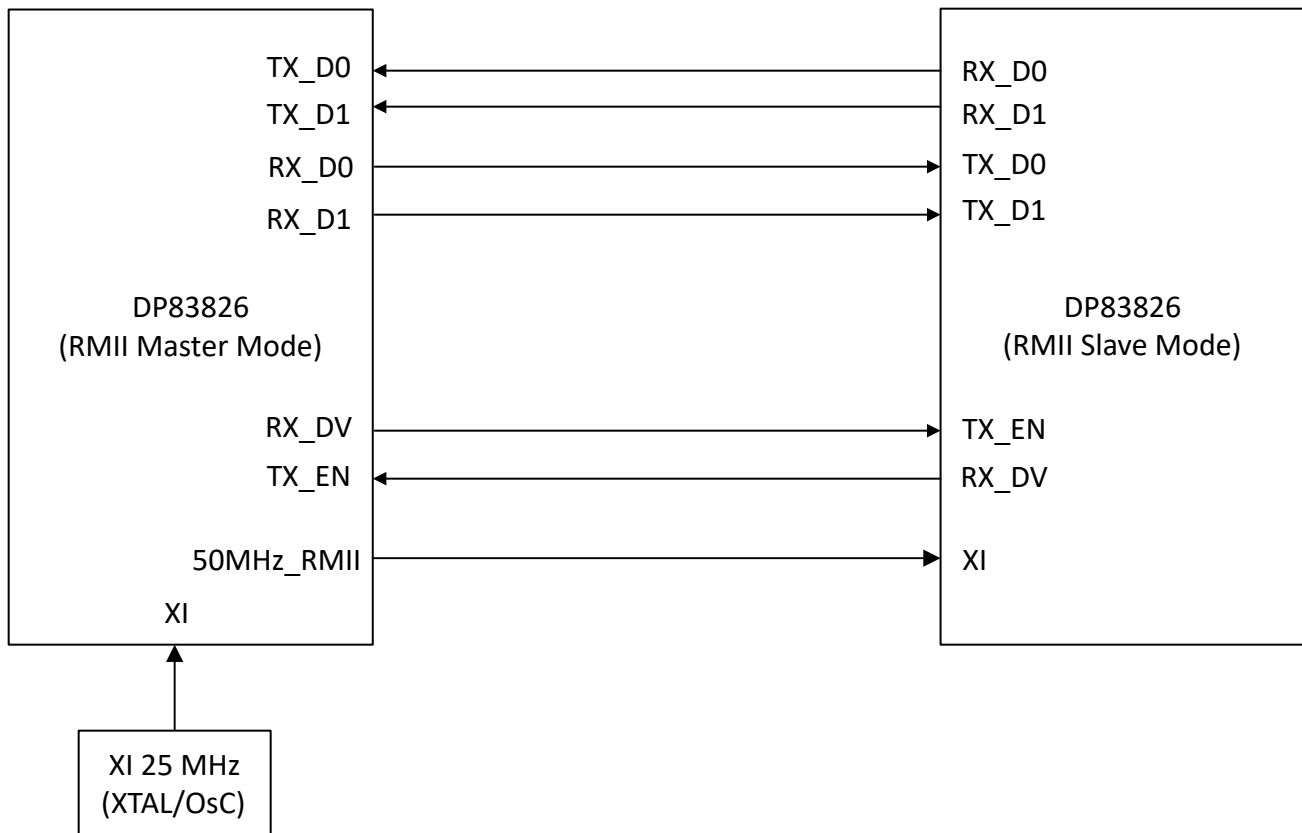 TX_D0
RX_D0
TX_D1
RX_D1
RX_D0
TX_D0
RX_D1
TX_D1
DP83826
(RMII Master Mode)
DP83826
(RMII Slave Mode)
RX_DV
TX_EN
TX_EN
RX_DV
50MHz_RMII
XI
XI
XI 25 MHz
(XTAL/OsC)